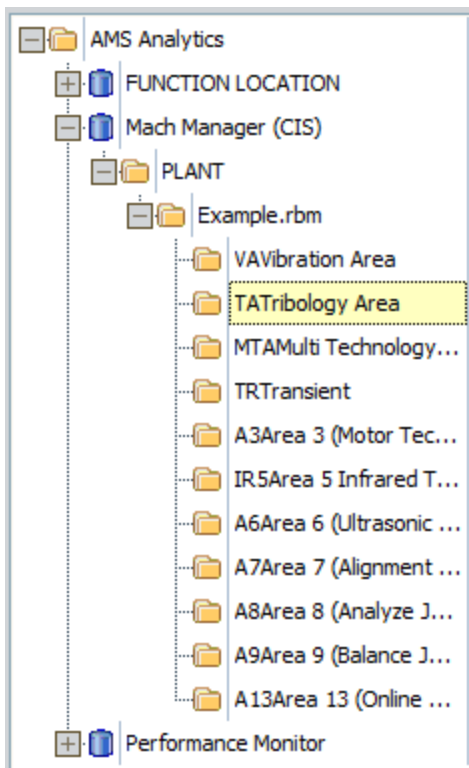 AMS Analytics
FUNCTION LOCATION
Mach Manager (CIS)
PLANT
Example.rbm
VAVibration Area
TATribology Area
MTAMulti Technology...
TRTransient
A3Area 3 (Motor Tec...
IR5Area 5 Infrared T...
A6Area 6 (Ultrasonic ...
A7Area 7 (Alignment ...
A8Area 8 (Analyze J...
A9Area 9 (Balance J...
A13Area 13 (Online ...
Performance Monitor